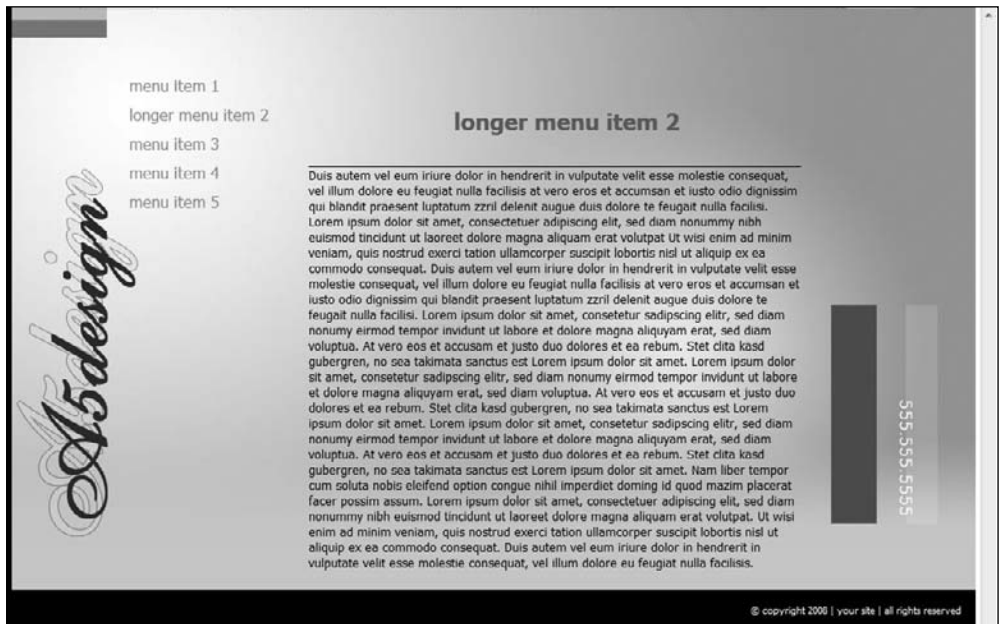 menu item 1
longer menu item 2
menu item 3
menu item 4
menu item 5
A5design
longer menu item 2
Duis autem vel eum iriure dolor in hendrerit in vulputate velit esse molestie consequat,
vel illum dolore eu feugiat nulla facilisis at vero eros et accumsan et iusto odio dignissim
qui blandit praesent luptatum zzril delenit augue duis dolore te feugait nulla facilisi.
Lorem ipsum dolor sit amet, consectetuer adipiscing elit, sed diam nonummy nibh
euismod tincidunt ut laoreet dolore magna aliquam erat volutpat Ut wisi enim ad minim
veniam, quis nostrud exerci tation ullamcorper suscipit lobortis nisl ut aliquip ex ea
commodo consequat. Duis autem vel eum iriure dolor in hendrerit in vulputate velit esse
molestie consequat, vel illum dolore eu feugiat nulla facilisis at vero eros et accumsan et
iusto odio dignissim qui blandit praesent luptatum zzril delenit augue duis dolore te
feugait nulla facilisi. Lorem ipsum dolor sit amet, consetetur sadipscing elitr, sed diam
nonumy eirmod tempor invidunt ut labore et dolore magna aliquyam erat, sed diam
voluptua. At vero eos et accusam et justo duo dolores et ea rebum. Stet clita kasd
gubergren, no sea takimata sanctus est Lorem ipsum dolor sit amet. Lorem ipsum dolor
sit amet, consetetur sadipscing elitr, sed diam nonumy eirmod tempor invidunt ut labore
et dolore magna aliquyam erat, sed diam voluptua. At vero eos et accusam et justo duo
dolores et ea rebum. Stet clita kasd gubergren, no sea takimata sanctus est Lorem
ipsum dolor sit amet. Lorem ipsum dolor sit amet, consetetur sadipscing elitr, sed diam
nonumy eirmod tempor invidunt ut labore et dolore magna aliquyam erat, sed diam
voluptua. At vero eos et accusam et justo duo dolores et ea rebum. Stet clita kasd
gubergren, no sea takimata sanctus est Lorem ipsum dolor sit amet. Nam liber tempor
cum soluta nobis eleifend option congue nihil imperdiet doming id quod mazim placerat
facer possim assum. Lorem ipsum dolor sit amet, consectetuer adipiscing elit, sed diam
nonummy nibh euismod tincidunt ut laoreet dolore magna aliquam erat volutpat. Ut wisi
enim ad minim veniam, quis nostrud exerci tation ullamcorper suscipit lobortis nisl ut
aliquip ex ea commodo consequat. Duis autem vel eum iriure dolor in hendrerit in
vulputate velit esse molestie consequat, vel illum dolore eu feugiat nulla facilisis.
555.555.5555
© copyright 2008 | your site | all rights reserved